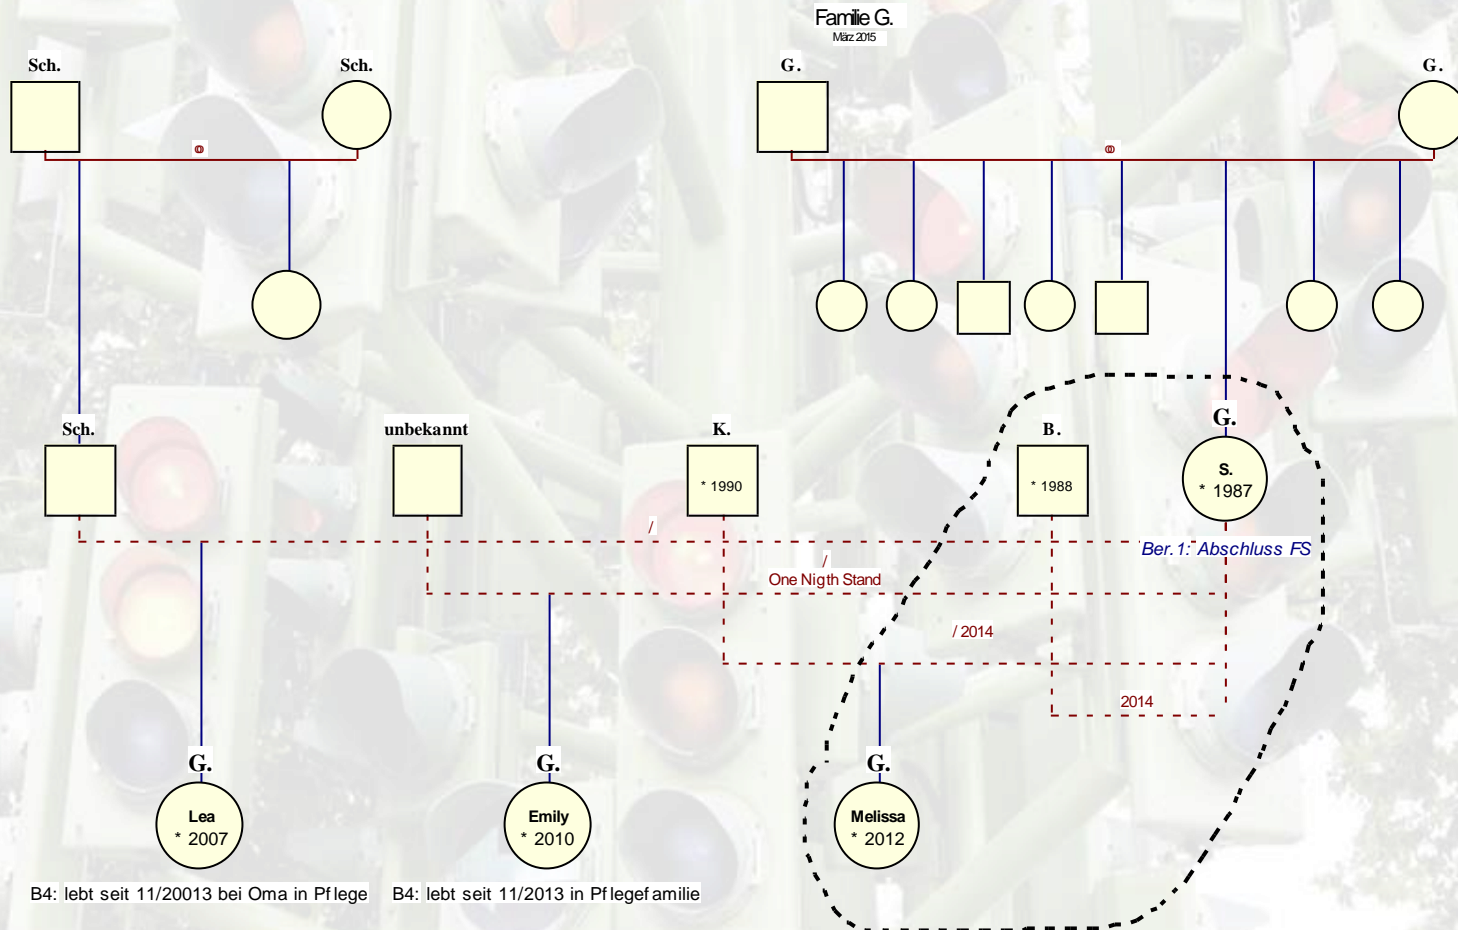 Familie G.
März 2015
Sch.
Sch.
G.
G.
ꝏ
ꝏ
Sch.
unbekannt
K.
B.
G.
* 1990
* 1988
S.
* 1987
/
Ber.1: Abschluss FS
/
One Nigth Stand
/ 2014
2014
G.
G.
G.
Lea
* 2007
Emily
* 2010
Melissa
* 2012
B4: lebt seit 11/20013 bei Oma in Pflege
B4: lebt seit 11/2013 in Pflegefamilie